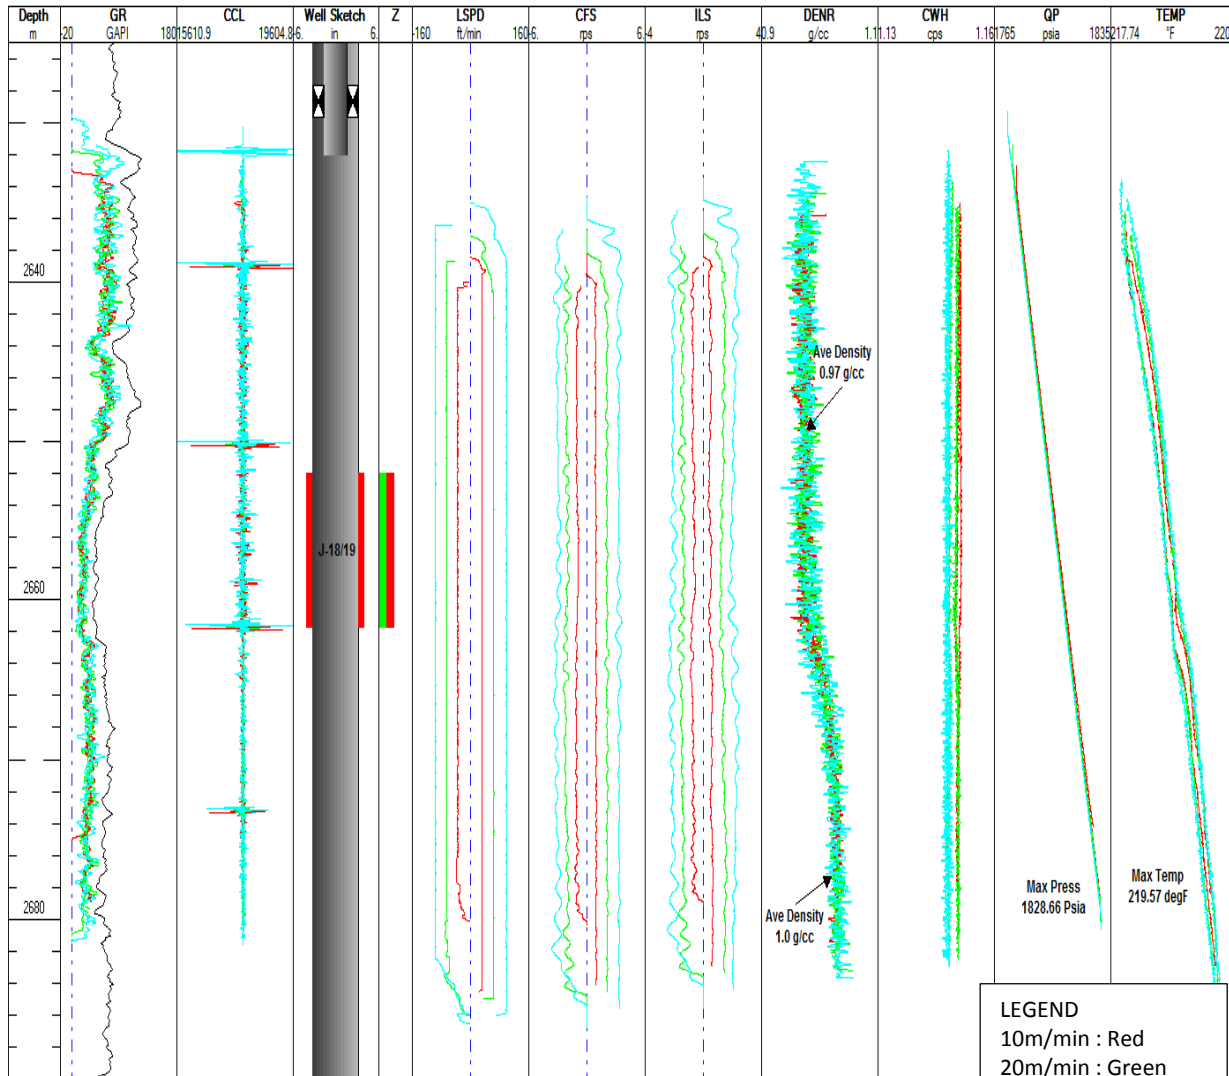 Depth GR CCL Well Sketch Z LSPD CFS ILS DENR CWH QP TEMP
m -20 GAPI 180 15610.9 19604.8 -6. in 6. -160 ft/min 160 -6. rps 6. -4 rps 4 0.9 g/cc 1.1 1.13 cps 1.16 1765 psia 1835 217.74 °F 220
2640
Ave Density
0.97 g/cc
J-18/19
2660
2680
Ave Density
1.0 g/cc
Max Press
1828.66 Psia
Max Temp
219.57 degF
LEGEND
10m/min : Red
20m/min : Green